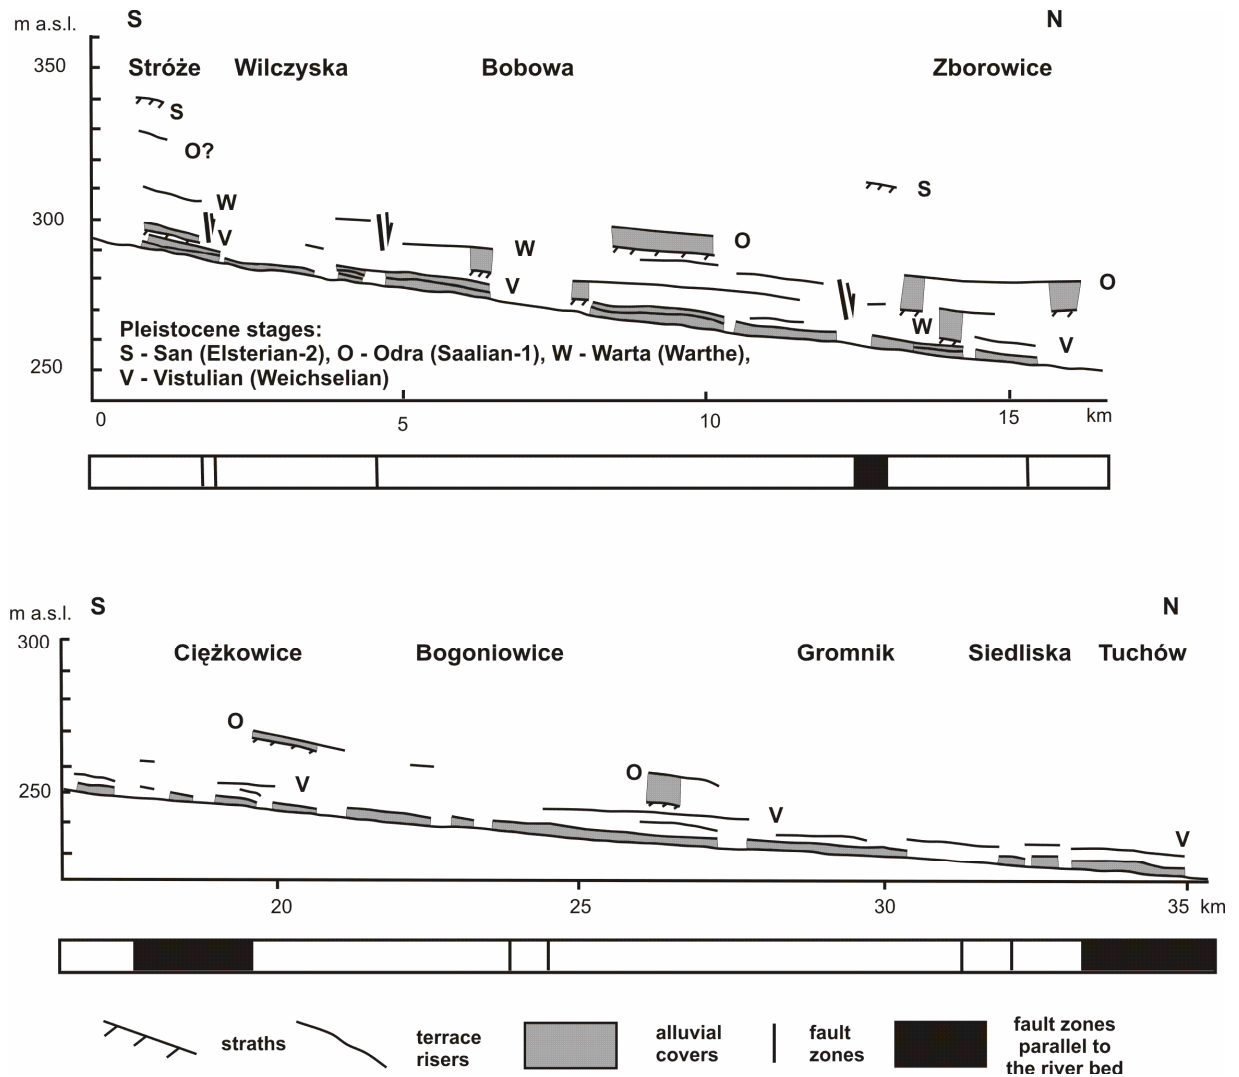 m a.s.l.
S
N
350
Stróże
Wilczyska
Bobowa
Zborowice
S
O?
S
W
300
V
W
V
O
O
W
V
Pleistocene stages:
S - San (Elsterian-2), O - Odra (Saalian-1), W - Warta (Warthe),
V - Vistulian (Weichselian)
250
0
5
10
15
km
m a.s.l.
S
N
300
Ciężkowice
Bogoniowice
Gromnik
Siedliska
Tuchów
O
V
O
250
V
V
20
25
30
35
km
straths
terrace
risers
alluvial
covers
fault
zones
fault zones
parallel to
the river bed